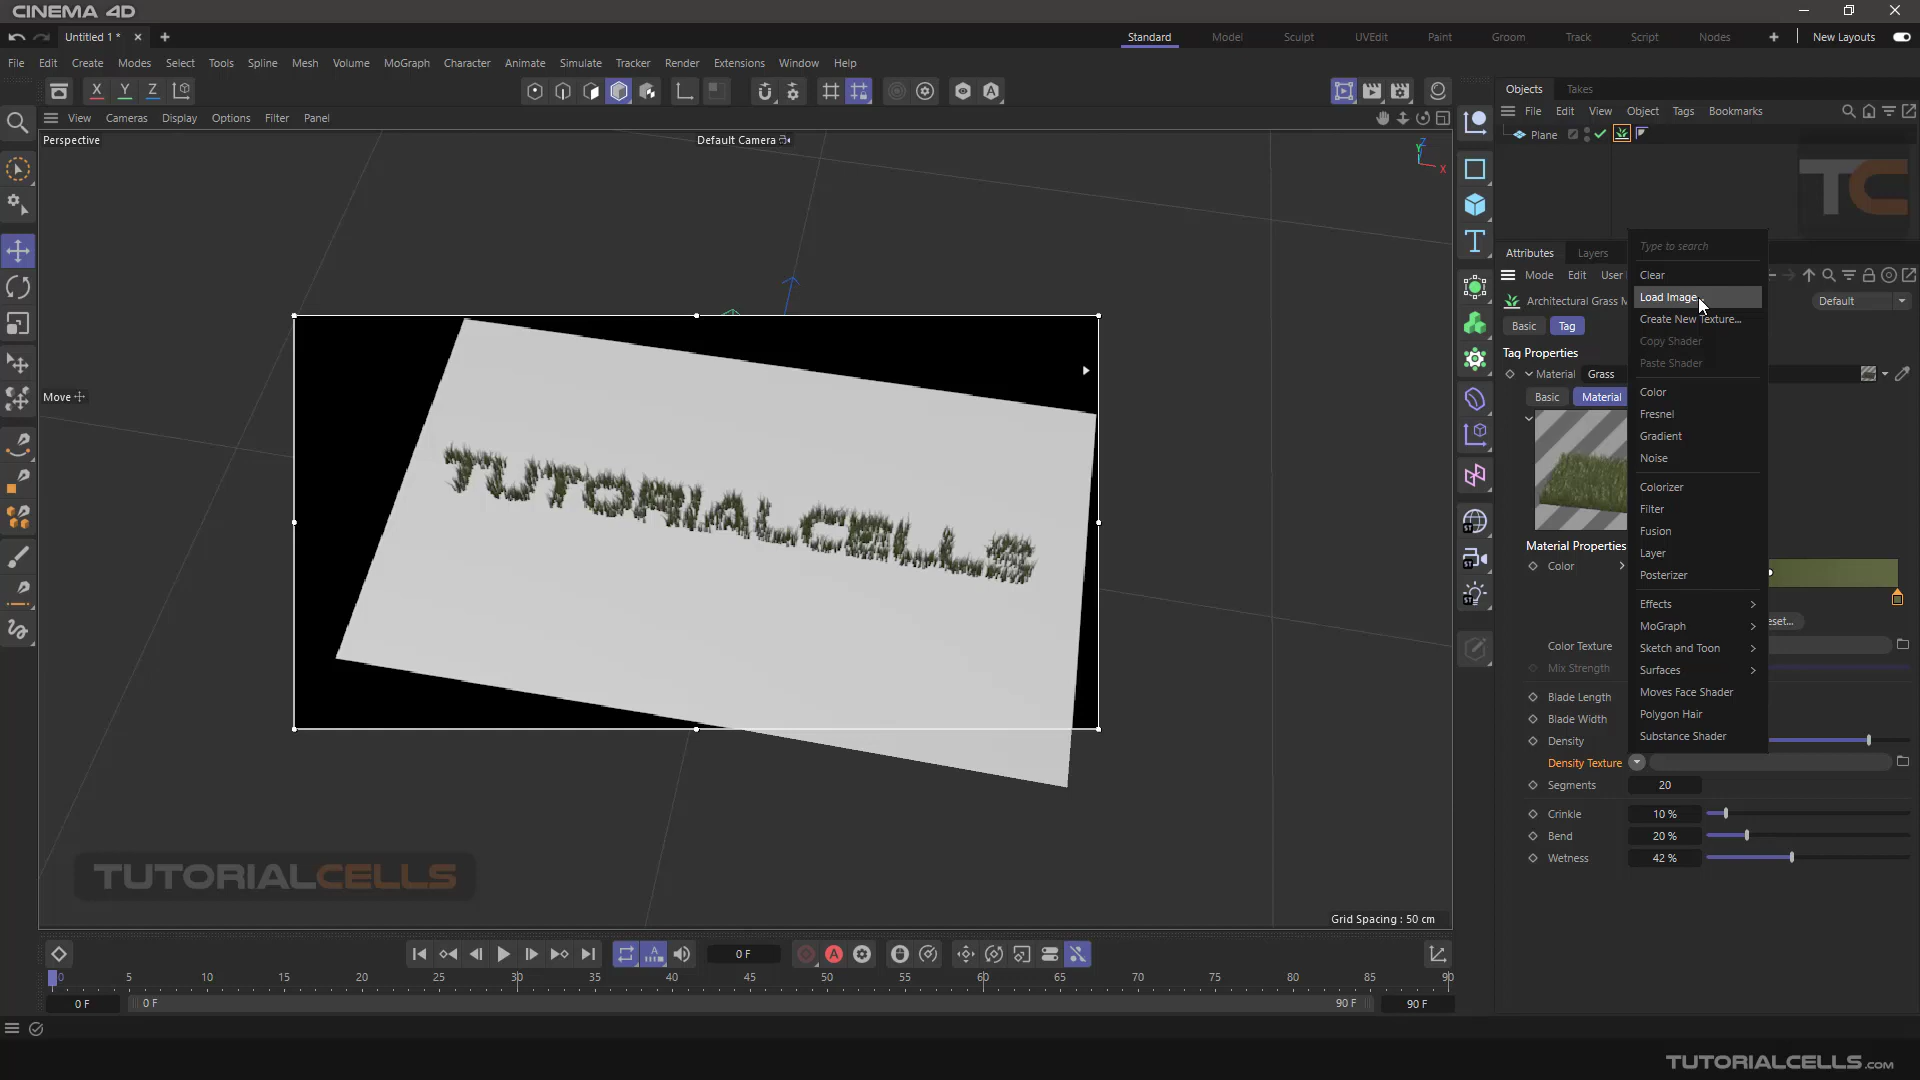 CINEMA 4D
Untitled 1 *
Standard
Model
Sculpt
UVEdit
Paint
Groom
Track
Script
Nodes
New Layouts
File Edit Create Modes Select Tools Spline Mesh Volume MoGraph Character Animate Simulate Tracker Render Extensions Window Help
X Y Z
Objects Takes
View Cameras Display Options Filter Panel
File Edit View Object Tags Bookmarks
Perspective
Default Camera
Plane
Y Z X
TC
Type to search
Attributes Layers
Clear
Mode Edit User
Load Image...
Architectural Grass M
Default
Create New Texture...
Basic Tag
Copy Shader
Tag Properties
Paste Shader
Material Grass
Color
Move
Basic Material
Fresnel
Gradient
TUTORIALCELLS
Noise
Colorizer
Filter
Fusion
Material Properties
Layer
Color
Posterizer
Effects
eset...
MoGraph
Color Texture
Sketch and Toon
Mix Strength
Surfaces
Blade Length
Moves Face Shader
Blade Width
Polygon Hair
Density
Substance Shader
Density Texture
Segments 20
Crinkle 10 %
Bend 20 %
Wetness 42 %
TUTORIALCELLS
Grid Spacing : 50 cm
0 F
0 5 10 15 20 25 30 35 40 45 50 55 60 65 70 75 80 85 90
0 F 0 F 90 F 90 F
TUTORIALCELLS.com